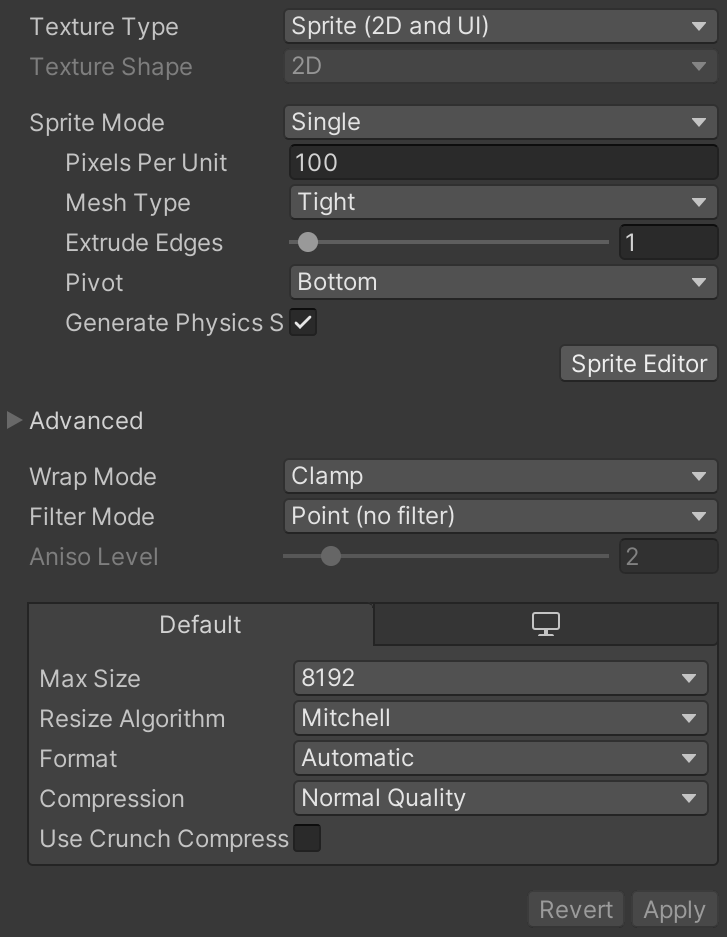 Texture Type Sprite (2D and UI)
Texture Shape 2D
Sprite Mode Single
Pixels Per Unit 100
Mesh Type Tight
Extrude Edges 1
Pivot Bottom
Generate Physics S
Sprite Editor
Advanced
Wrap Mode Clamp
Filter Mode Point (no filter)
Aniso Level 2
Default
Max Size 8192
Resize Algorithm Mitchell
Format Automatic
Compression Normal Quality
Use Crunch Compress
Revert Apply